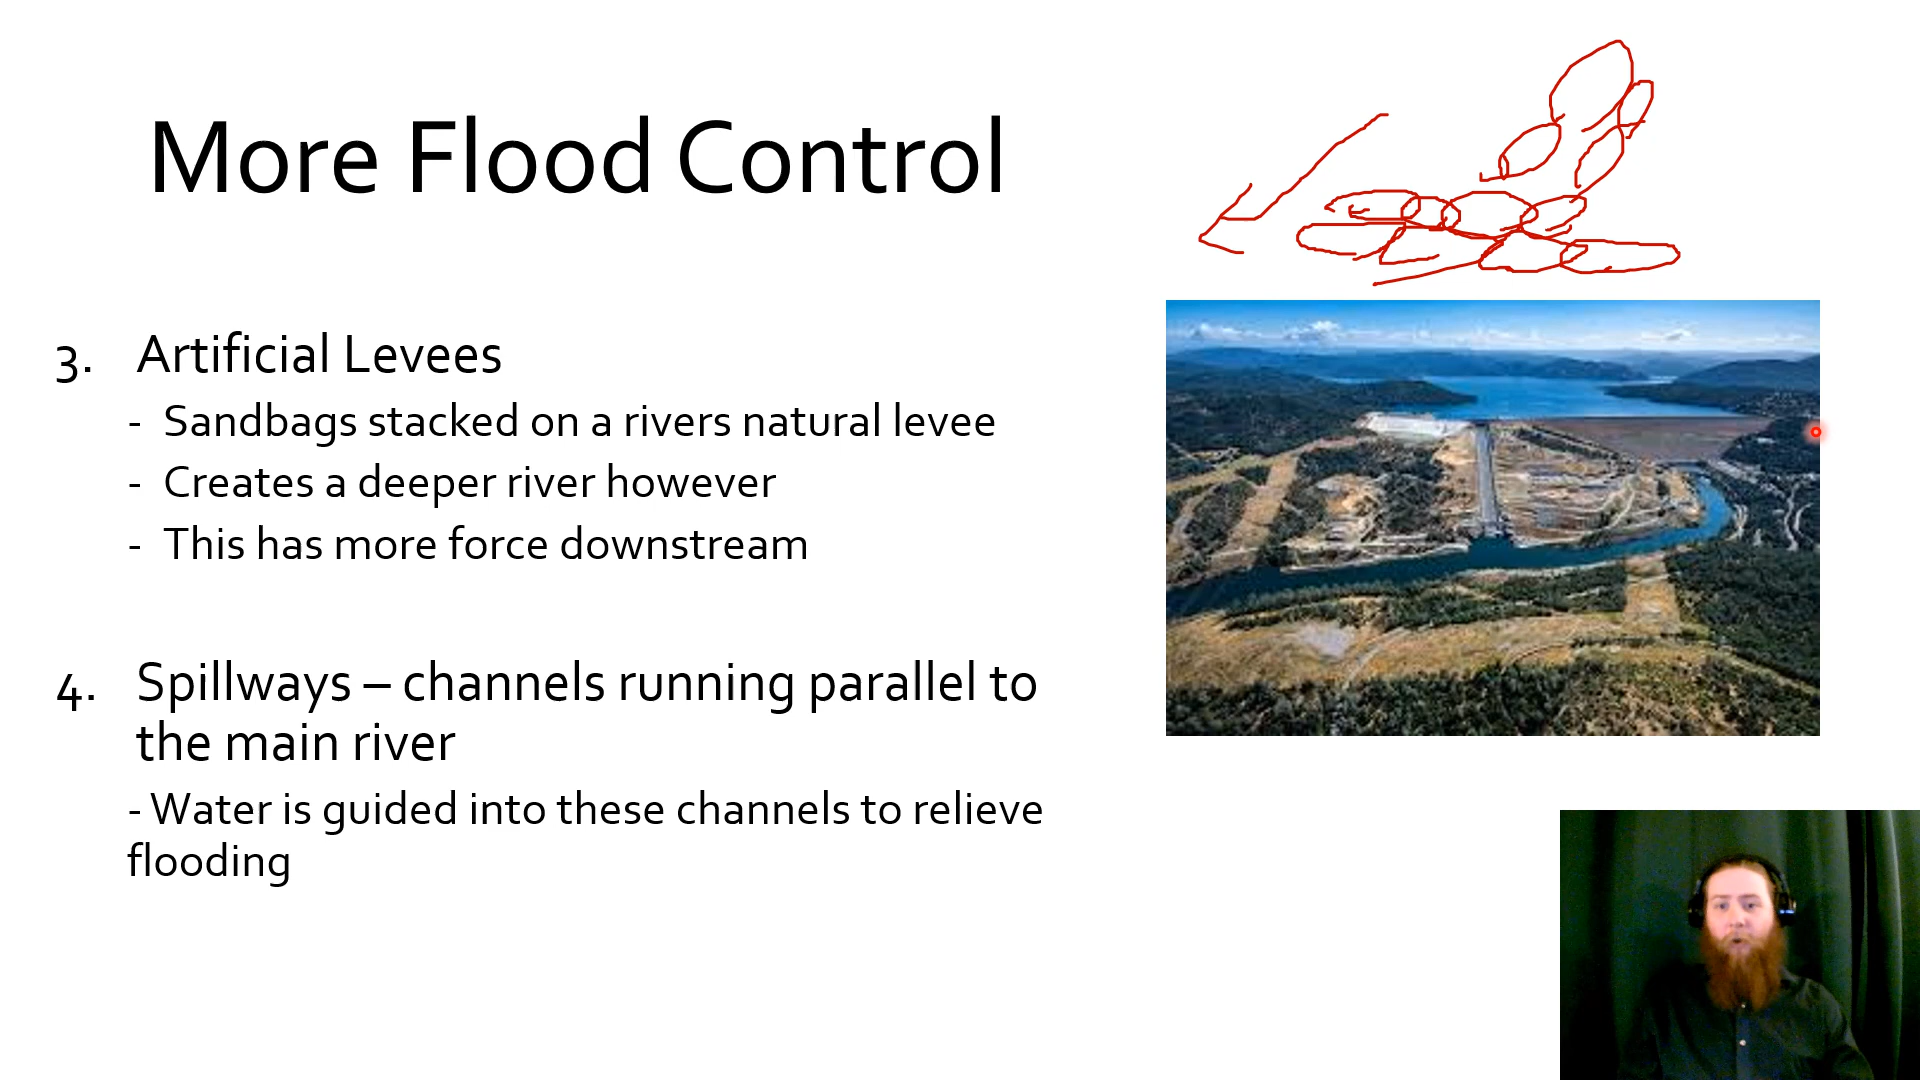 More Flood Control
3. Artificial Levees
- Sandbags stacked on a rivers natural levee
- Creates a deeper river however
- This has more force downstream
4. Spillways – channels running parallel to
the main river
- Water is guided into these channels to relieve
flooding